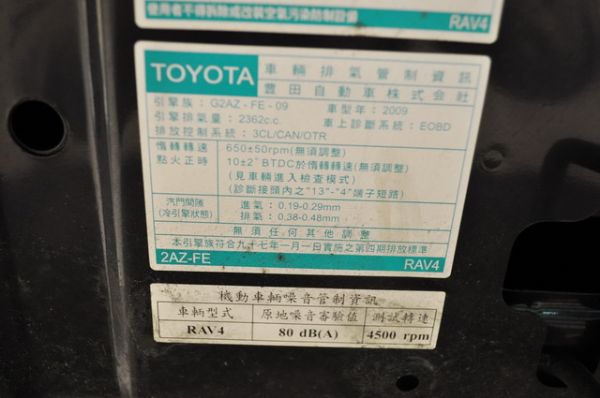 使用者不得拆除或改裝空氣污染防制設備
RAV4
TOYOTA 車輛排氣管制資訊
豊田自動車株式会社
引擎族：G2AZ-FE-09 車型年：2009
引擎排氣量：2362c.c. 車上診斷系統：EOBD
排放控制系統：3CL/CAN/OTR
惰轉轉速 650±50rpm(無須調整)
點火正時 10±2˚BTDC於惰轉轉速(無須調整)
(見車輛進入檢查模式)
(診斷接頭內之"13"-"4"端子短路)
汽門間隙 進氣：0.19-0.29mm
(冷引擎狀態) 排氣：0.38-0.48mm
無須任何其他調整
本引擎族符合九十七年一月一日實施之第四期排放標準
2AZ-FE RAV4
機動車輛噪音管制資訊
車輛型式 原地噪音審驗值 測試轉速
RAV4 80 dB(A) 4500 rpm